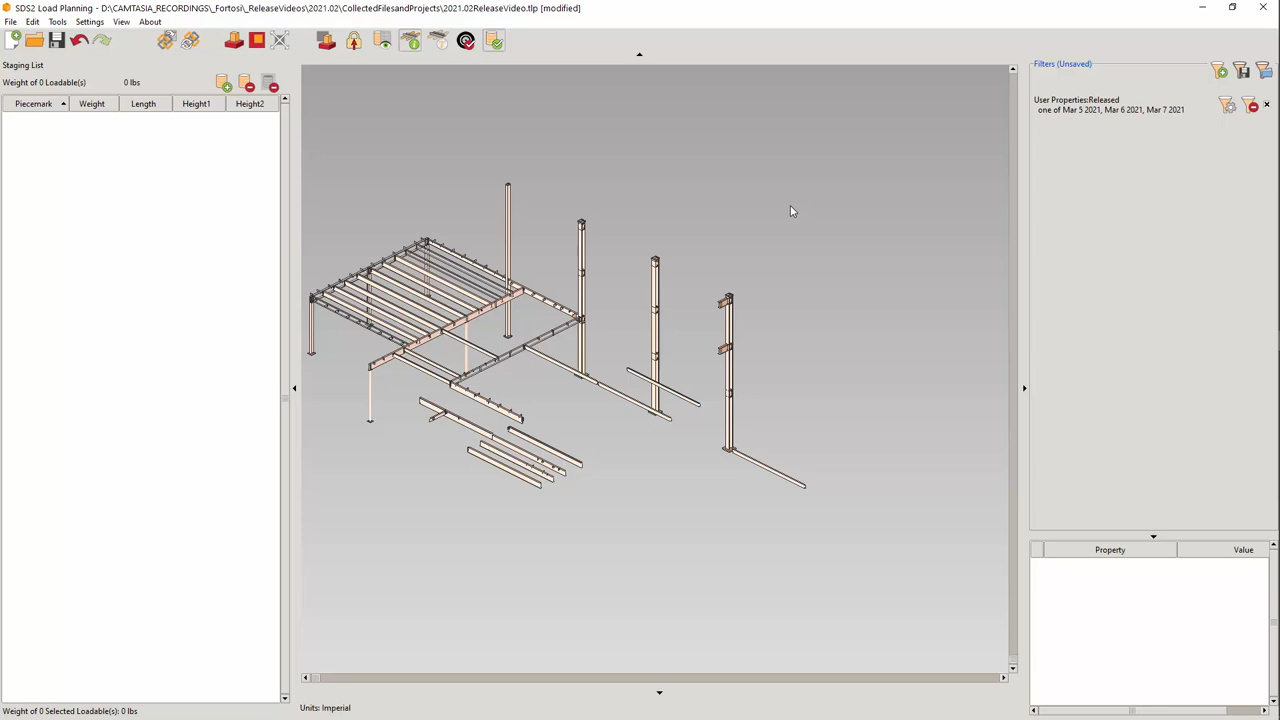 SDS2 Load Planning - D:\CAMTASIA_RECORDINGS\_Fortosi\_ReleaseVideos\2021.02\CollectedFilesandProjects\2021.02ReleaseVideo.tlp [modified]
File Edit Tools Settings View About
Staging List
Weight of 0 Loadable(s) 0 lbs
Piecemark Weight Length Height1 Height2
Filters (Unsaved)
User Properties:Released
one of Mar 5 2021, Mar 6 2021, Mar 7 2021
Property Value
Weight of 0 Selected Loadable(s): 0 lbs
Units: Imperial